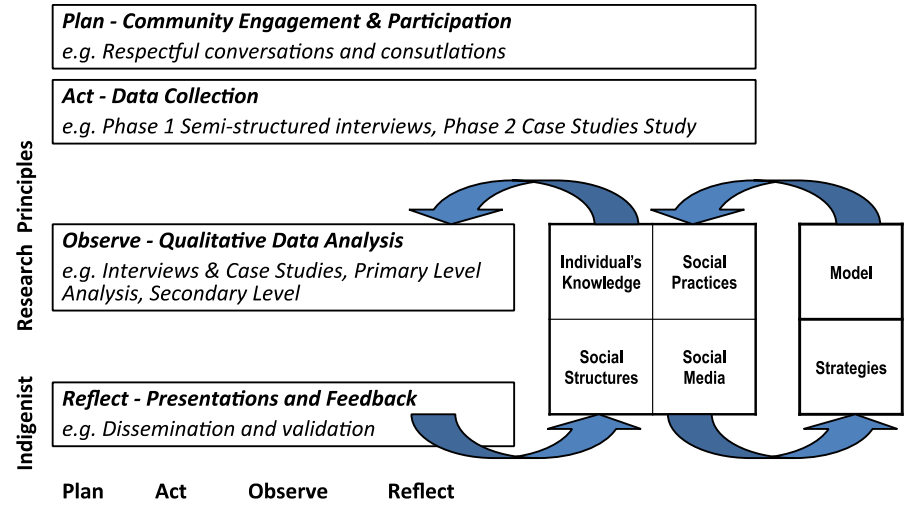 Plan - Community Engagement & Participation
e.g. Respectful conversations and consutlations
Act - Data Collection
e.g. Phase 1 Semi-structured interviews, Phase 2 Case Studies Study
Indigenist Research Principles
Observe - Qualitative Data Analysis
e.g. Interviews & Case Studies, Primary Level
Analysis, Secondary Level
Individual's
Knowledge
Social
Practices
Model
Social
Structures
Social
Media
Strategies
Reflect - Presentations and Feedback
e.g. Dissemination and validation
Plan Act Observe Reflect